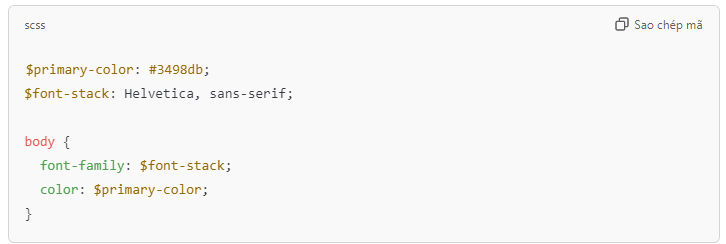 scss
Sao chép mã
$primary-color: #3498db;
$font-stack: Helvetica, sans-serif;
body {
font-family: $font-stack;
color: $primary-color;
}